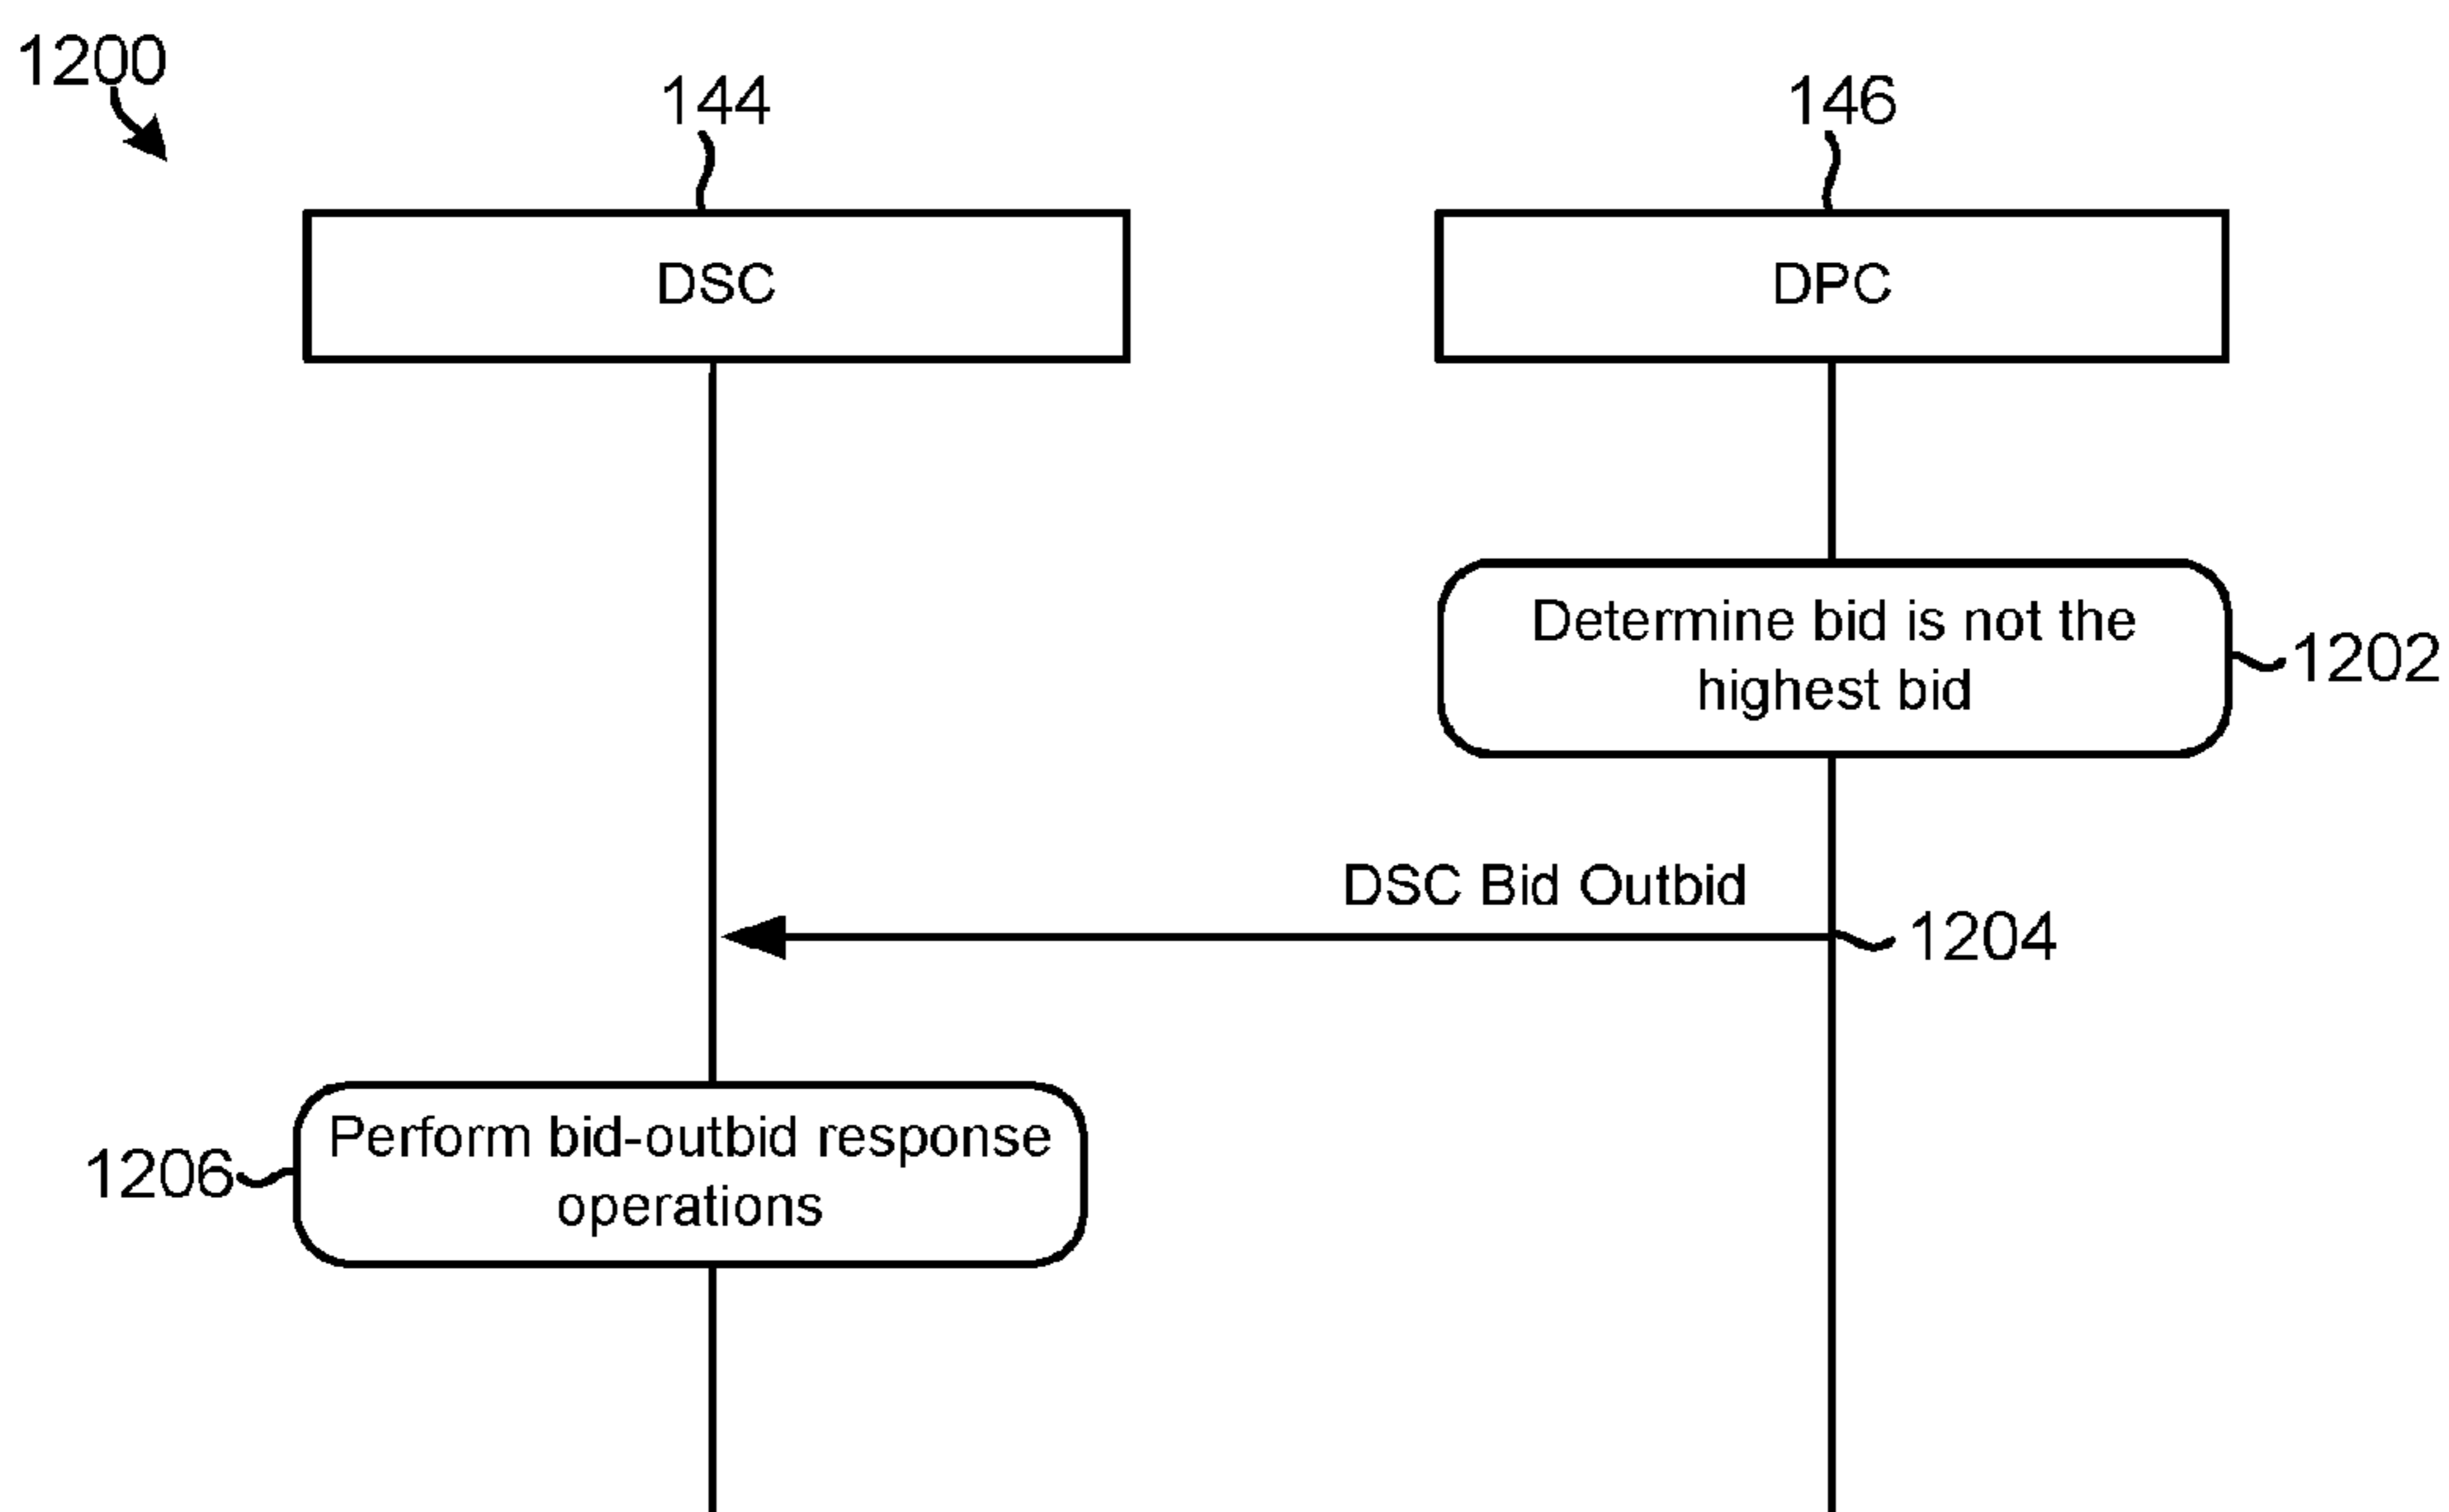 1200
144
146
DSC
DPC
Determine bid is not the
highest bid
1202
DSC Bid Outbid
1204
Perform bid-outbid response
operations
1206